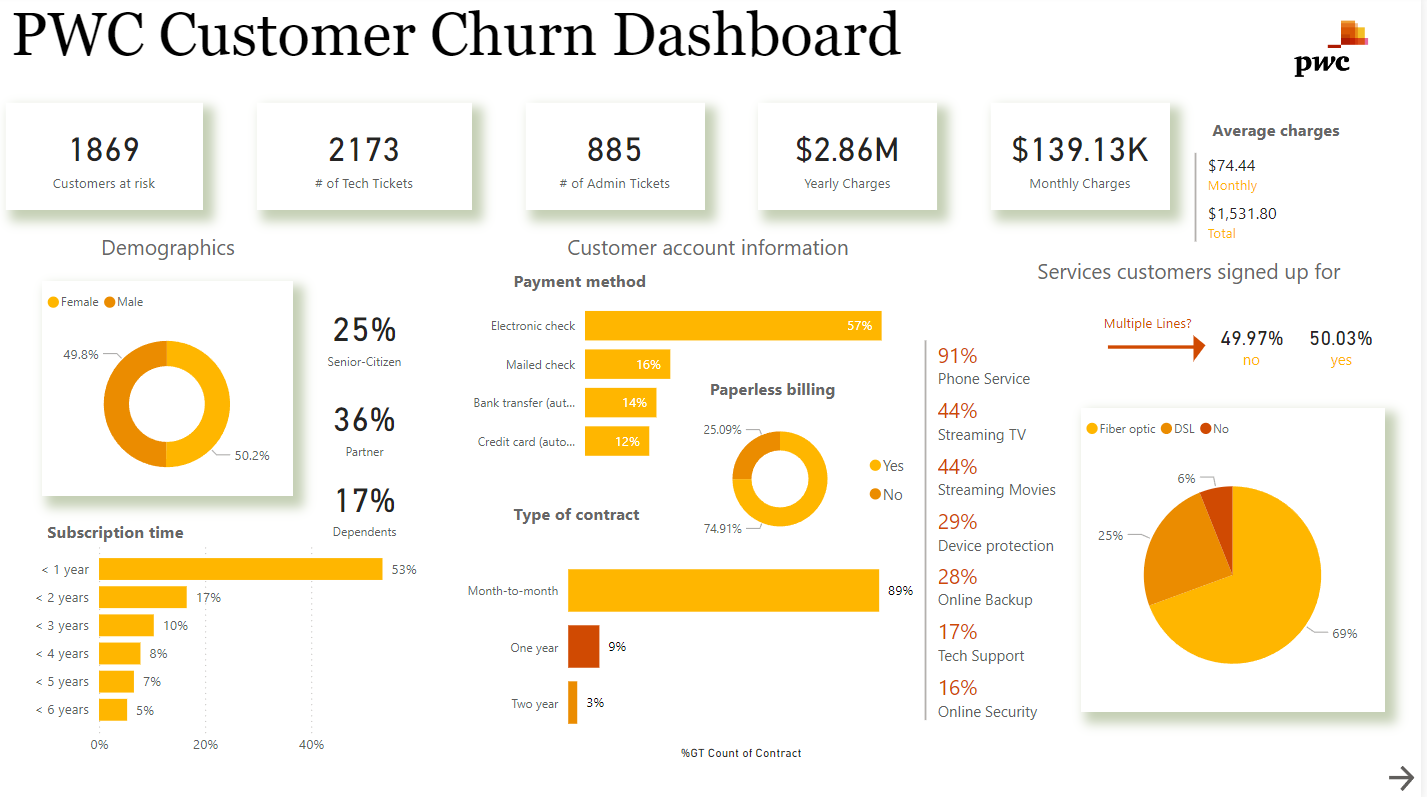 PWC Customer Churn Dashboard
pwc
1869
Customers at risk
2173
# of Tech Tickets
885
# of Admin Tickets
$2.86M
Yearly Charges
$139.13K
Monthly Charges
Average charges
$74.44
Monthly
$1,531.80
Total
Demographics
Female Male
49.8%
50.2%
25%
Senior-Citizen
36%
Partner
17%
Dependents
Subscription time
< 1 year 53%
< 2 years 17%
< 3 years 10%
< 4 years 8%
< 5 years 7%
< 6 years 5%
0% 20% 40%
Customer account information
Payment method
Electronic check 57%
Mailed check 16%
Bank transfer (aut... 14%
Credit card (auto... 12%
Paperless billing
25.09%
74.91%
Yes
No
Type of contract
Month-to-month 89%
One year 9%
Two year 3%
%GT Count of Contract
Services customers signed up for
91%
Phone Service
44%
Streaming TV
44%
Streaming Movies
29%
Device protection
28%
Online Backup
17%
Tech Support
16%
Online Security
Multiple Lines?
49.97%
no
50.03%
yes
Fiber optic DSL No
6%
25%
69%